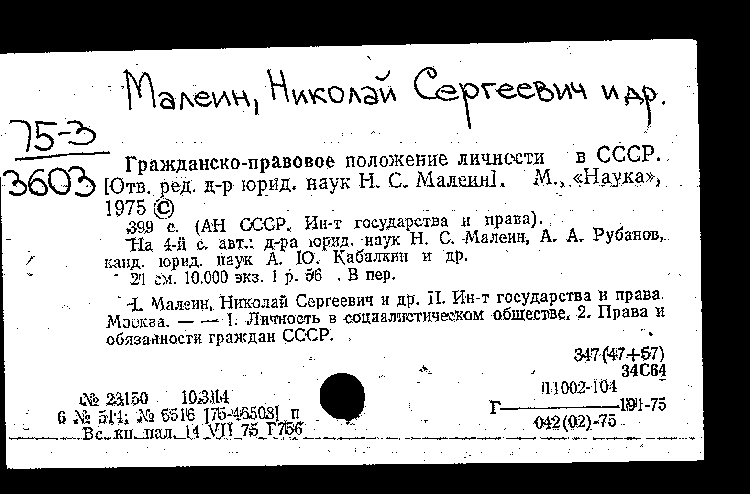 Малеин, Николай Сергеевич и др.
75-3
3603
Гражданско-правовое положение личности в СССР.
[Отв. ред. д-р юрид. наук Н. С. Малеин]. М., «Наука»,
1975 ©
399 с. (АН СССР. Ин-т государства и права).
На 4-й с. авт.: д-ра юрид. наук Н. С. Малеин, А. А. Рубанов,
канд. юрид. наук А. Ю. Кабалкин и др.
21 см. 10.000 экз. 1 р. 56 . В пер.
I. Малеин, Николай Сергеевич и др. II. Ин-т государства и права.
Москва. — — 1. Личность в социалистическом обществе. 2. Права и
обязанности граждан СССР.
347(47+57)
34С64
№ 23150
6 № 514; № 6516 [75-46503] п
Вс. кн. пал. 14 VII 75 Г756
11002-104
Г— 191-75
042(02)-75